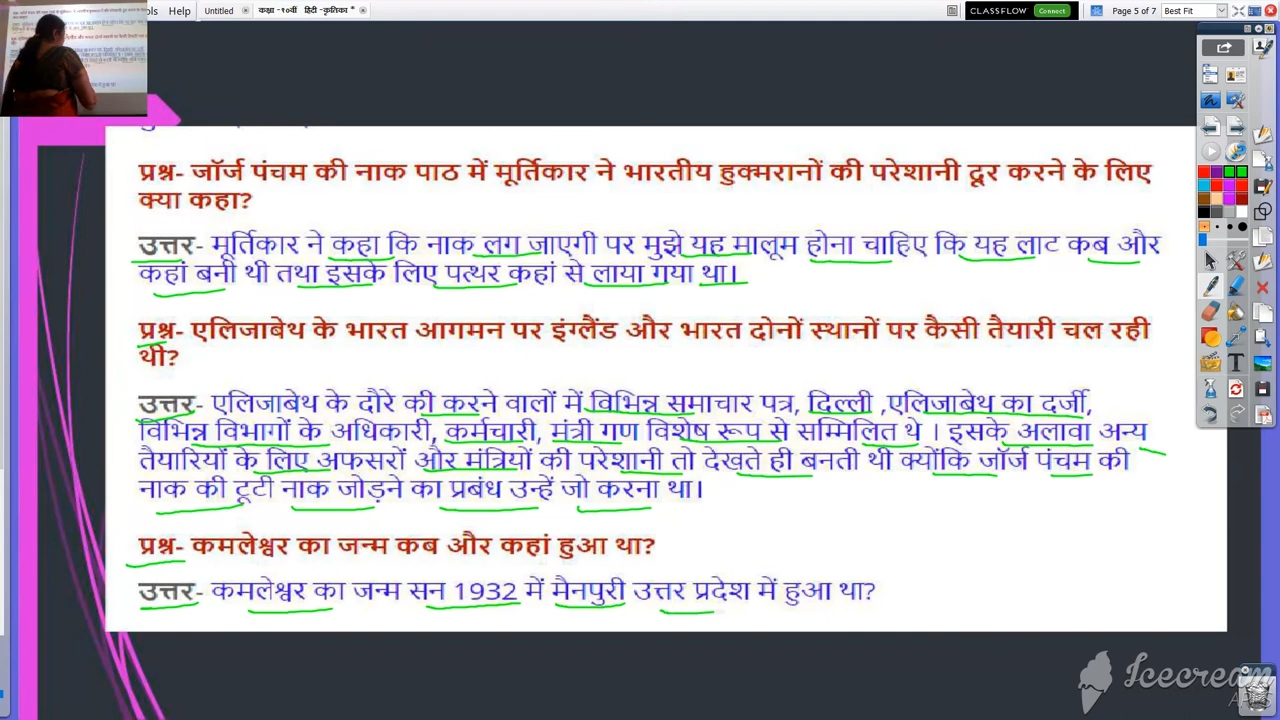 Tools Help Untitled कक्षा -१०वीं हिंदी -कृतिका * CLASSFLOW Connect Page 5 of 7 Best Fit
प्रश्न- जॉर्ज पंचम की नाक पाठ में मूर्तिकार ने भारतीय हुक्मरानों की परेशानी दूर करने के लिए
क्या कहा?
उत्तर- मूर्तिकार ने कहा कि नाक लग जाएगी पर मुझे यह मालूम होना चाहिए कि यह लाट कब और
कहां बनी थी तथा इसके लिए पत्थर कहां से लाया गया था।
प्रश्न- एलिजाबेथ के भारत आगमन पर इंग्लैंड और भारत दोनों स्थानों पर कैसी तैयारी चल रही
थी?
उत्तर- एलिजाबेथ के दौरे की करने वालों में विभिन्न समाचार पत्र, दिल्ली ,एलिजाबेथ का दर्जी,
विभिन्न विभागों के अधिकारी, कर्मचारी, मंत्री गण विशेष रूप से सम्मिलित थे । इसके अलावा अन्य
तैयारियों के लिए अफसरों और मंत्रियों की परेशानी तो देखते ही बनती थी क्योंकि जॉर्ज पंचम की
नाक की टूटी नाक जोड़ने का प्रबंध उन्हें जो करना था।
प्रश्न- कमलेश्वर का जन्म कब और कहां हुआ था?
उत्तर- कमलेश्वर का जन्म सन 1932 में मैनपुरी उत्तर प्रदेश में हुआ था?
Icecream
APPS